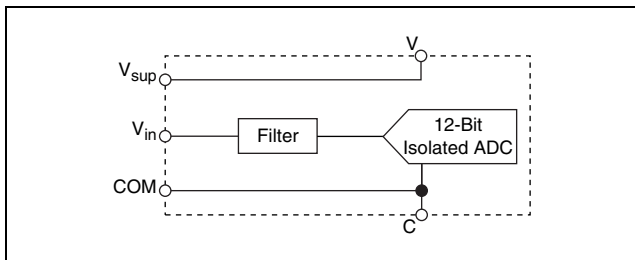 V
Vsup
Vin
Filter
12-Bit
Isolated ADC
COM
C